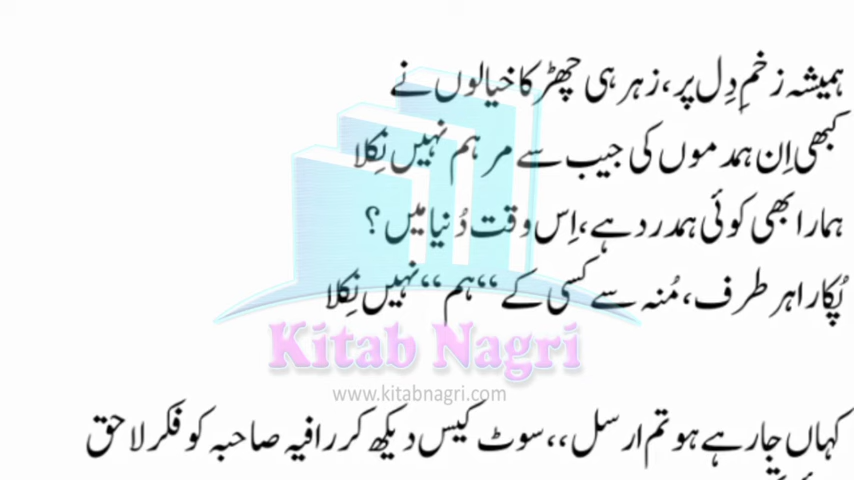 ہمیشہ زخمِ دِل پر، زہر ہی چھڑکا خیالوں نے
کبھی اِن ہمدموں کی جیب سے مرہم نہیں نِکلا
ہمارا بھی کوئی ہمدرد ہے، اِس وقت دُنیا میں؟
پُکارا ہر طرف، مُنہ سے کسی کے “ہم“ نہیں نِکلا
Kitab Nagri
www.kitabnagri.com
کہاں جا رہے ہو تم ارسل،، سوٹ کیس دیکھ کر رافیہ صاحبہ کو فکر لاحق